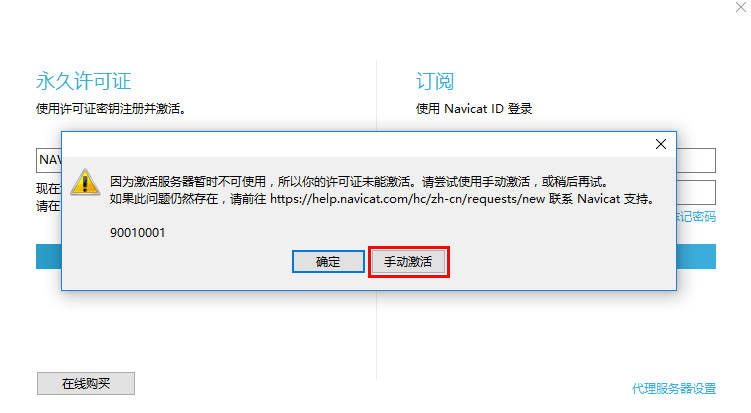 永久许可证
使用许可证密钥注册并激活。
订阅
使用 Navicat ID 登录
NAV
现在
请在
因为激活服务器暂时不可使用，所以你的许可证未能激活。请尝试使用手动激活，或稍后再试。
如果此问题仍然存在，请前往 https://help.navicat.com/hc/zh-cn/requests/new 联系 Navicat 支持。
90010001
确定
手动激活
忘记密码
在线购买
代理服务器设置